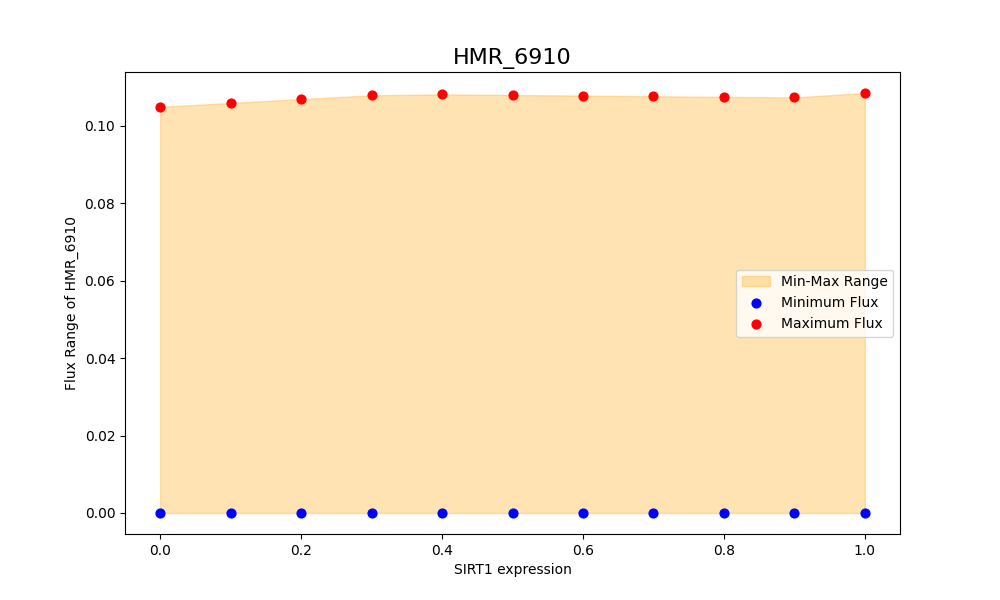 HMR_6910
Flux Range of HMR_6910
0.10
0.08
0.06
0.04
0.02
0.00
Min-Max Range
Minimum Flux
Maximum Flux
0.0 0.2 0.4 0.6 0.8 1.0
SIRT1 expression